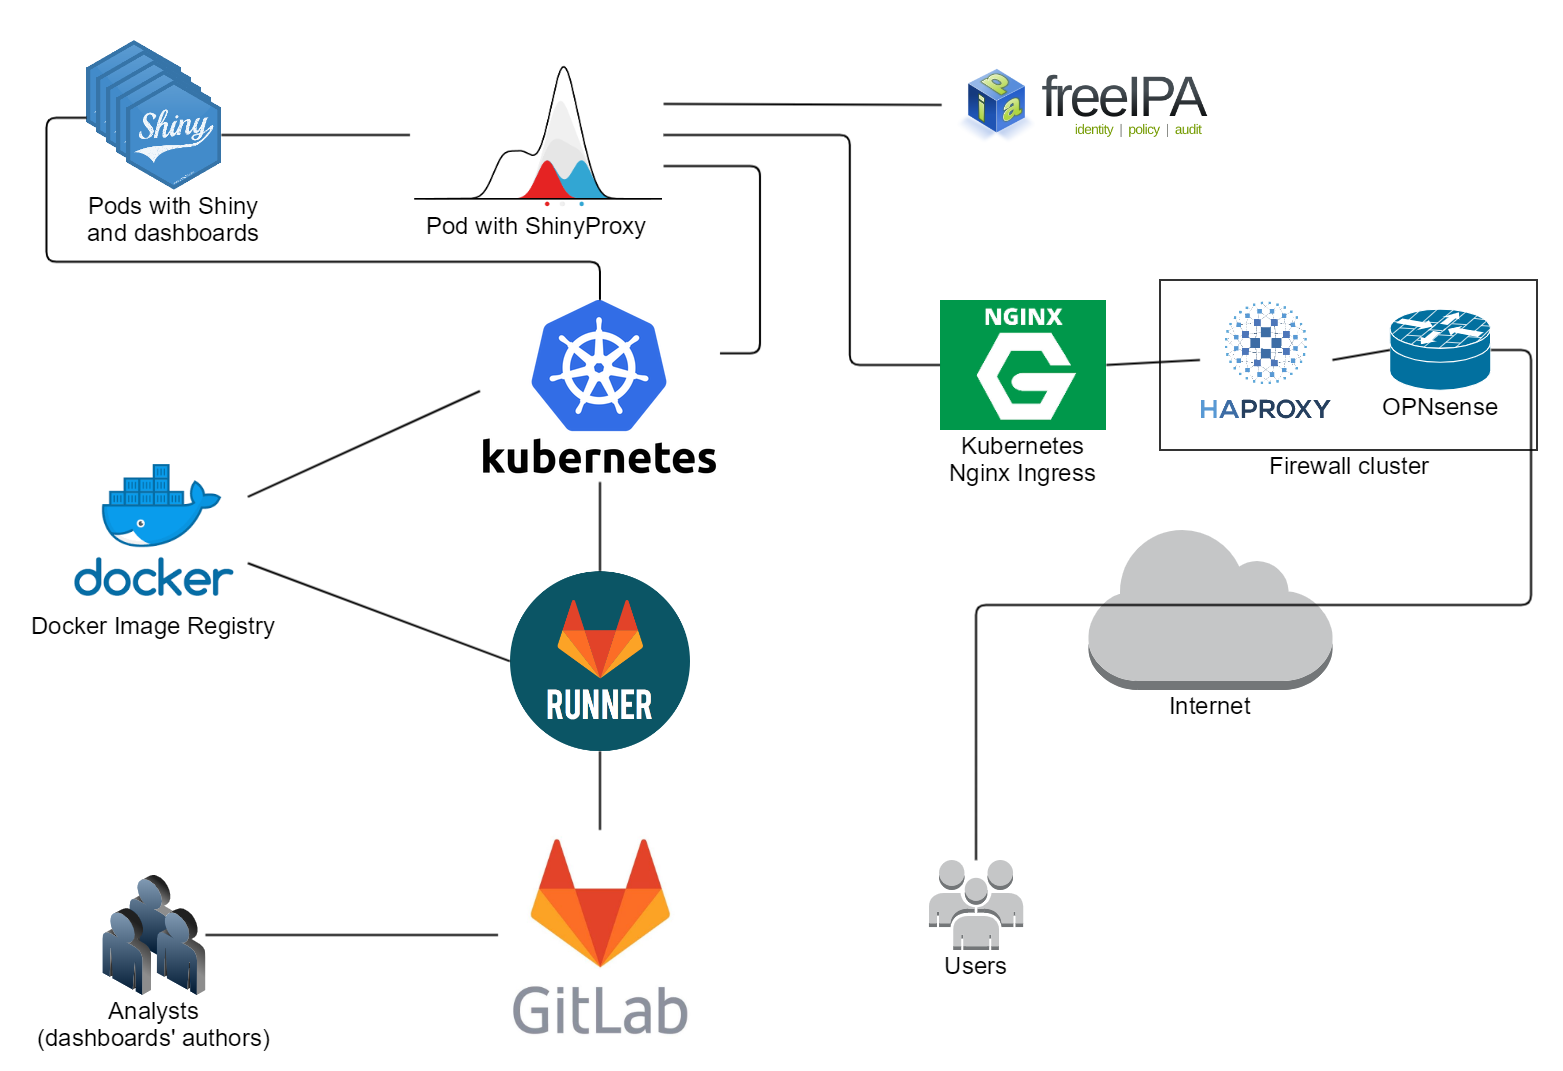 Shiny
Pods with Shiny
and dashboards
Pod with ShinyProxy
i
p
a
freeIPA
identity | policy | audit
kubernetes
NGINX
Kubernetes
Nginx Ingress
HAPROXY
OPNsense
Firewall cluster
docker
Docker Image Registry
RUNNER
Internet
GitLab
Analysts
(dashboards' authors)
Users